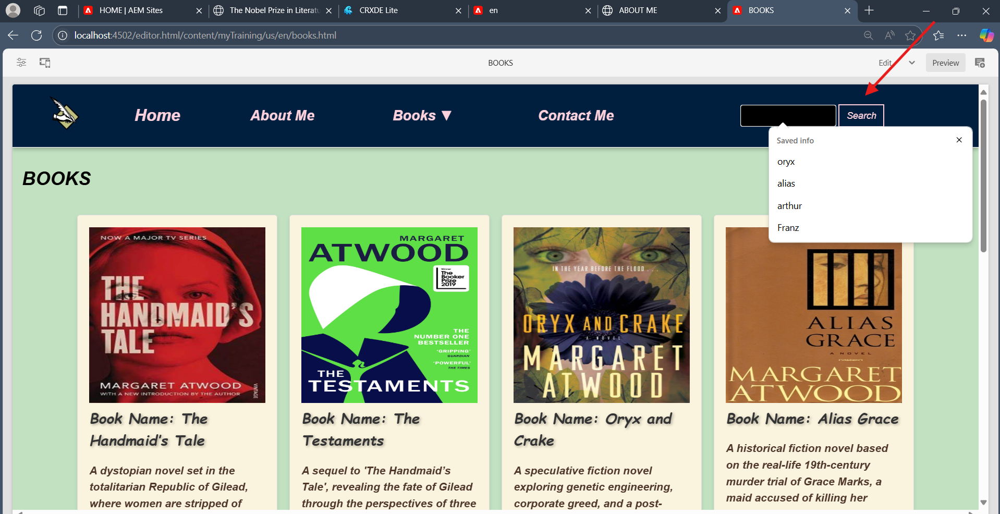 HOME | AEM Sites
The Nobel Prize in Literatu
CRXDE Lite
en
ABOUT ME
BOOKS
localhost:4502/editor.html/content/myTraining/us/en/books.html
BOOKS
Edit
Preview
Home
About Me
Books ▼
Contact Me
Search
Saved info
oryx
alias
arthur
Franz
BOOKS
NOW A MAJOR TV SERIES
THE
HANDMAID'S
TALE
MARGARET ATWOOD
WITH A NEW INTRODUCTION BY THE AUTHOR
VINTAGE
Book Name: The
Handmaid's Tale
A dystopian novel set in the
totalitarian Republic of Gilead,
where women are stripped of
MARGARET
ATWOOD
Winner
The
Booker
Prize
2019
THE
NUMBER ONE
BESTSELLER
'GRIPPING'
GUARDIAN
'POWERFUL'
THE TIMES
THE
TESTAMENTS
Book Name: The
Testaments
A sequel to 'The Handmaid's
Tale', revealing the fate of Gilead
through the perspectives of three
IN THE YEAR BEFORE THE FLOOD . . .
ORYX AND CRAKE
A NOVEL
MARGARET
ATWOOD
Book Name: Oryx and
Crake
A speculative fiction novel
exploring genetic engineering,
corporate greed, and a post-
ALIAS
GRACE
A NOVEL
MARGARET
ATWOOD
Book Name: Alias Grace
A historical fiction novel based
on the real-life 19th-century
murder trial of Grace Marks, a
maid accused of killing her